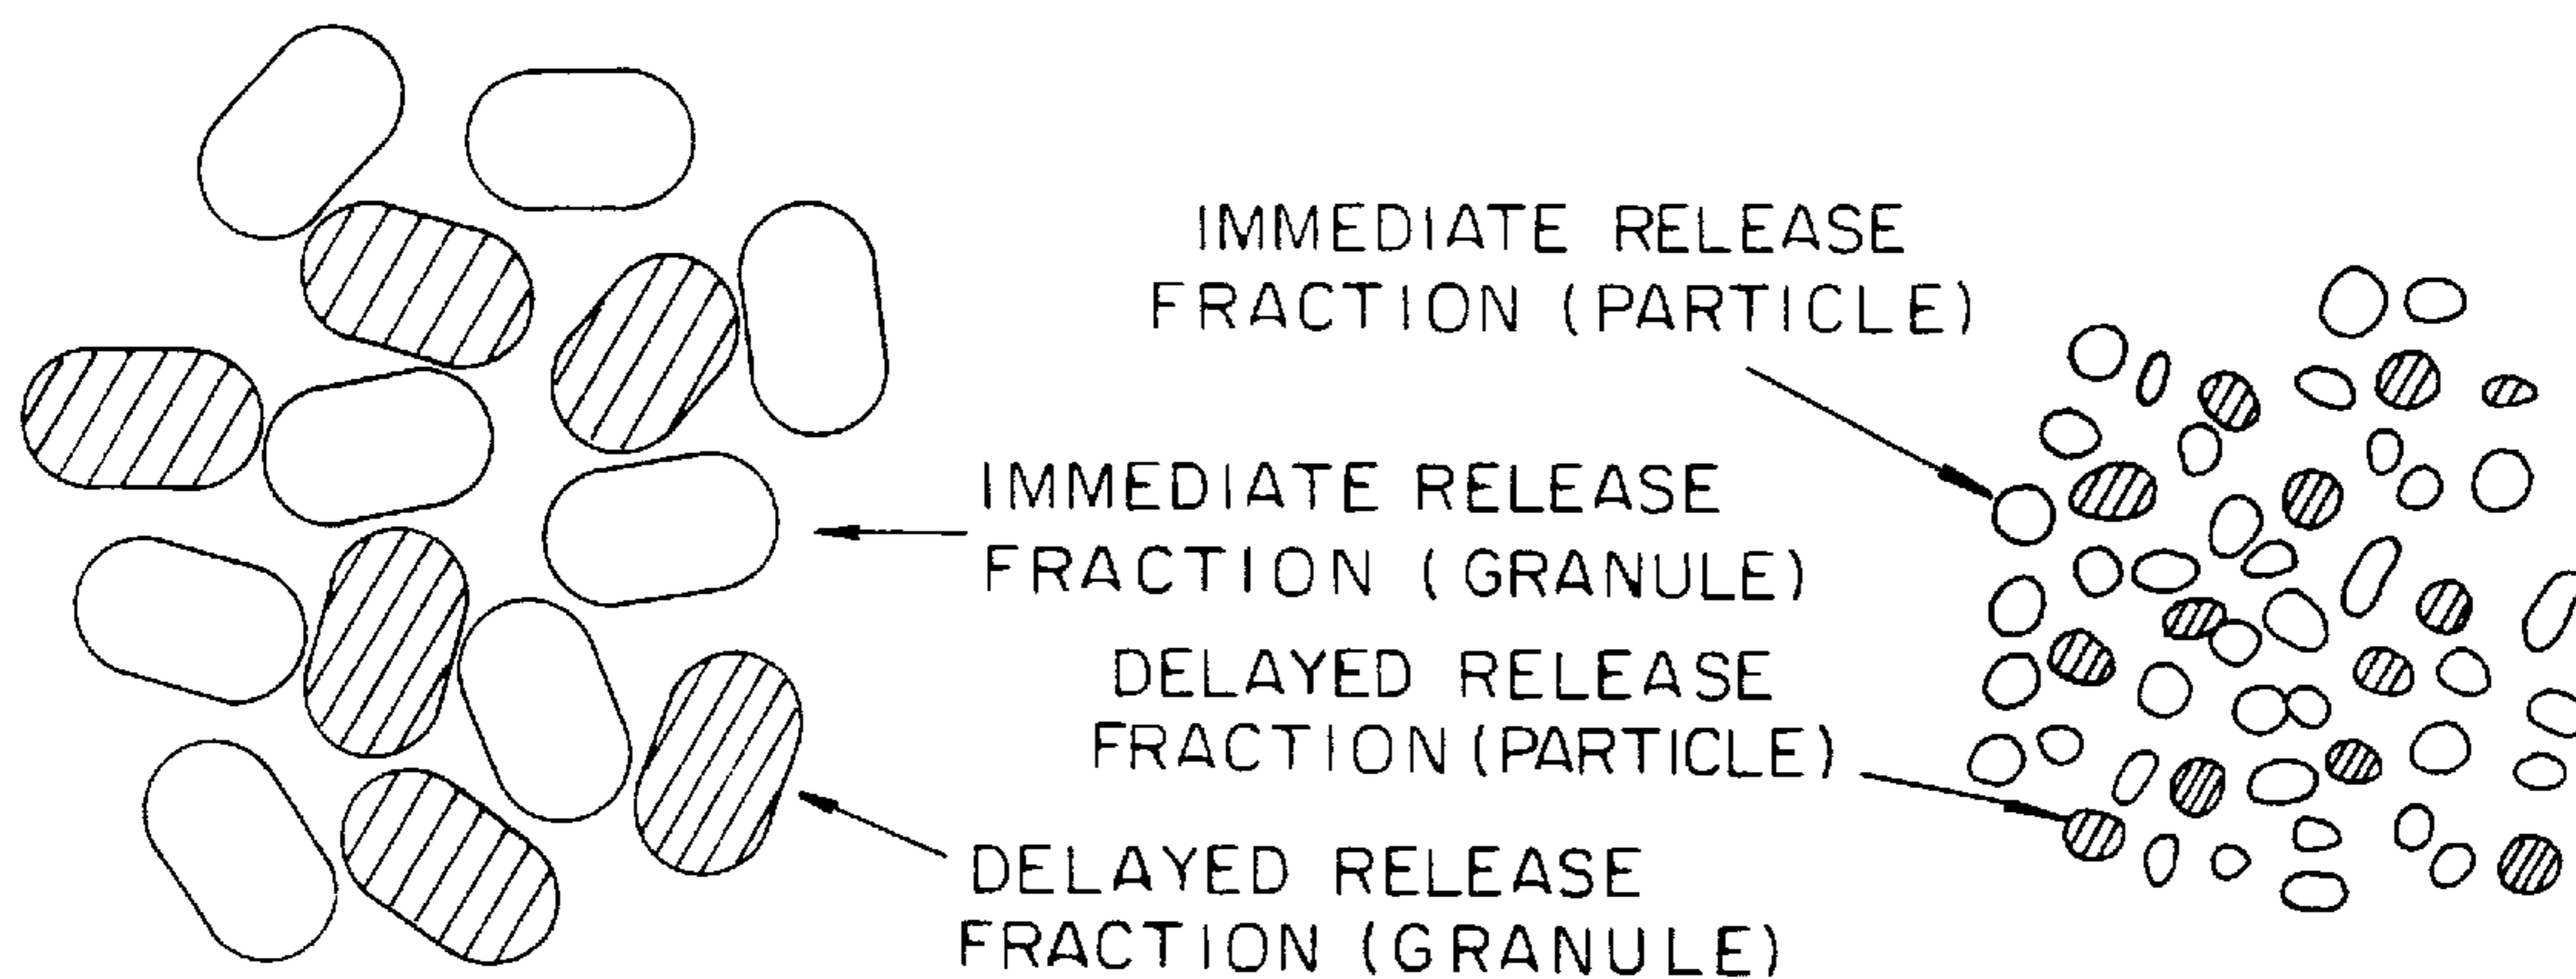 IMMEDIATE RELEASE
FRACTION (PARTICLE)
IMMEDIATE RELEASE
FRACTION (GRANULE)
DELAYED RELEASE
FRACTION (PARTICLE)
DELAYED RELEASE
FRACTION (GRANULE)